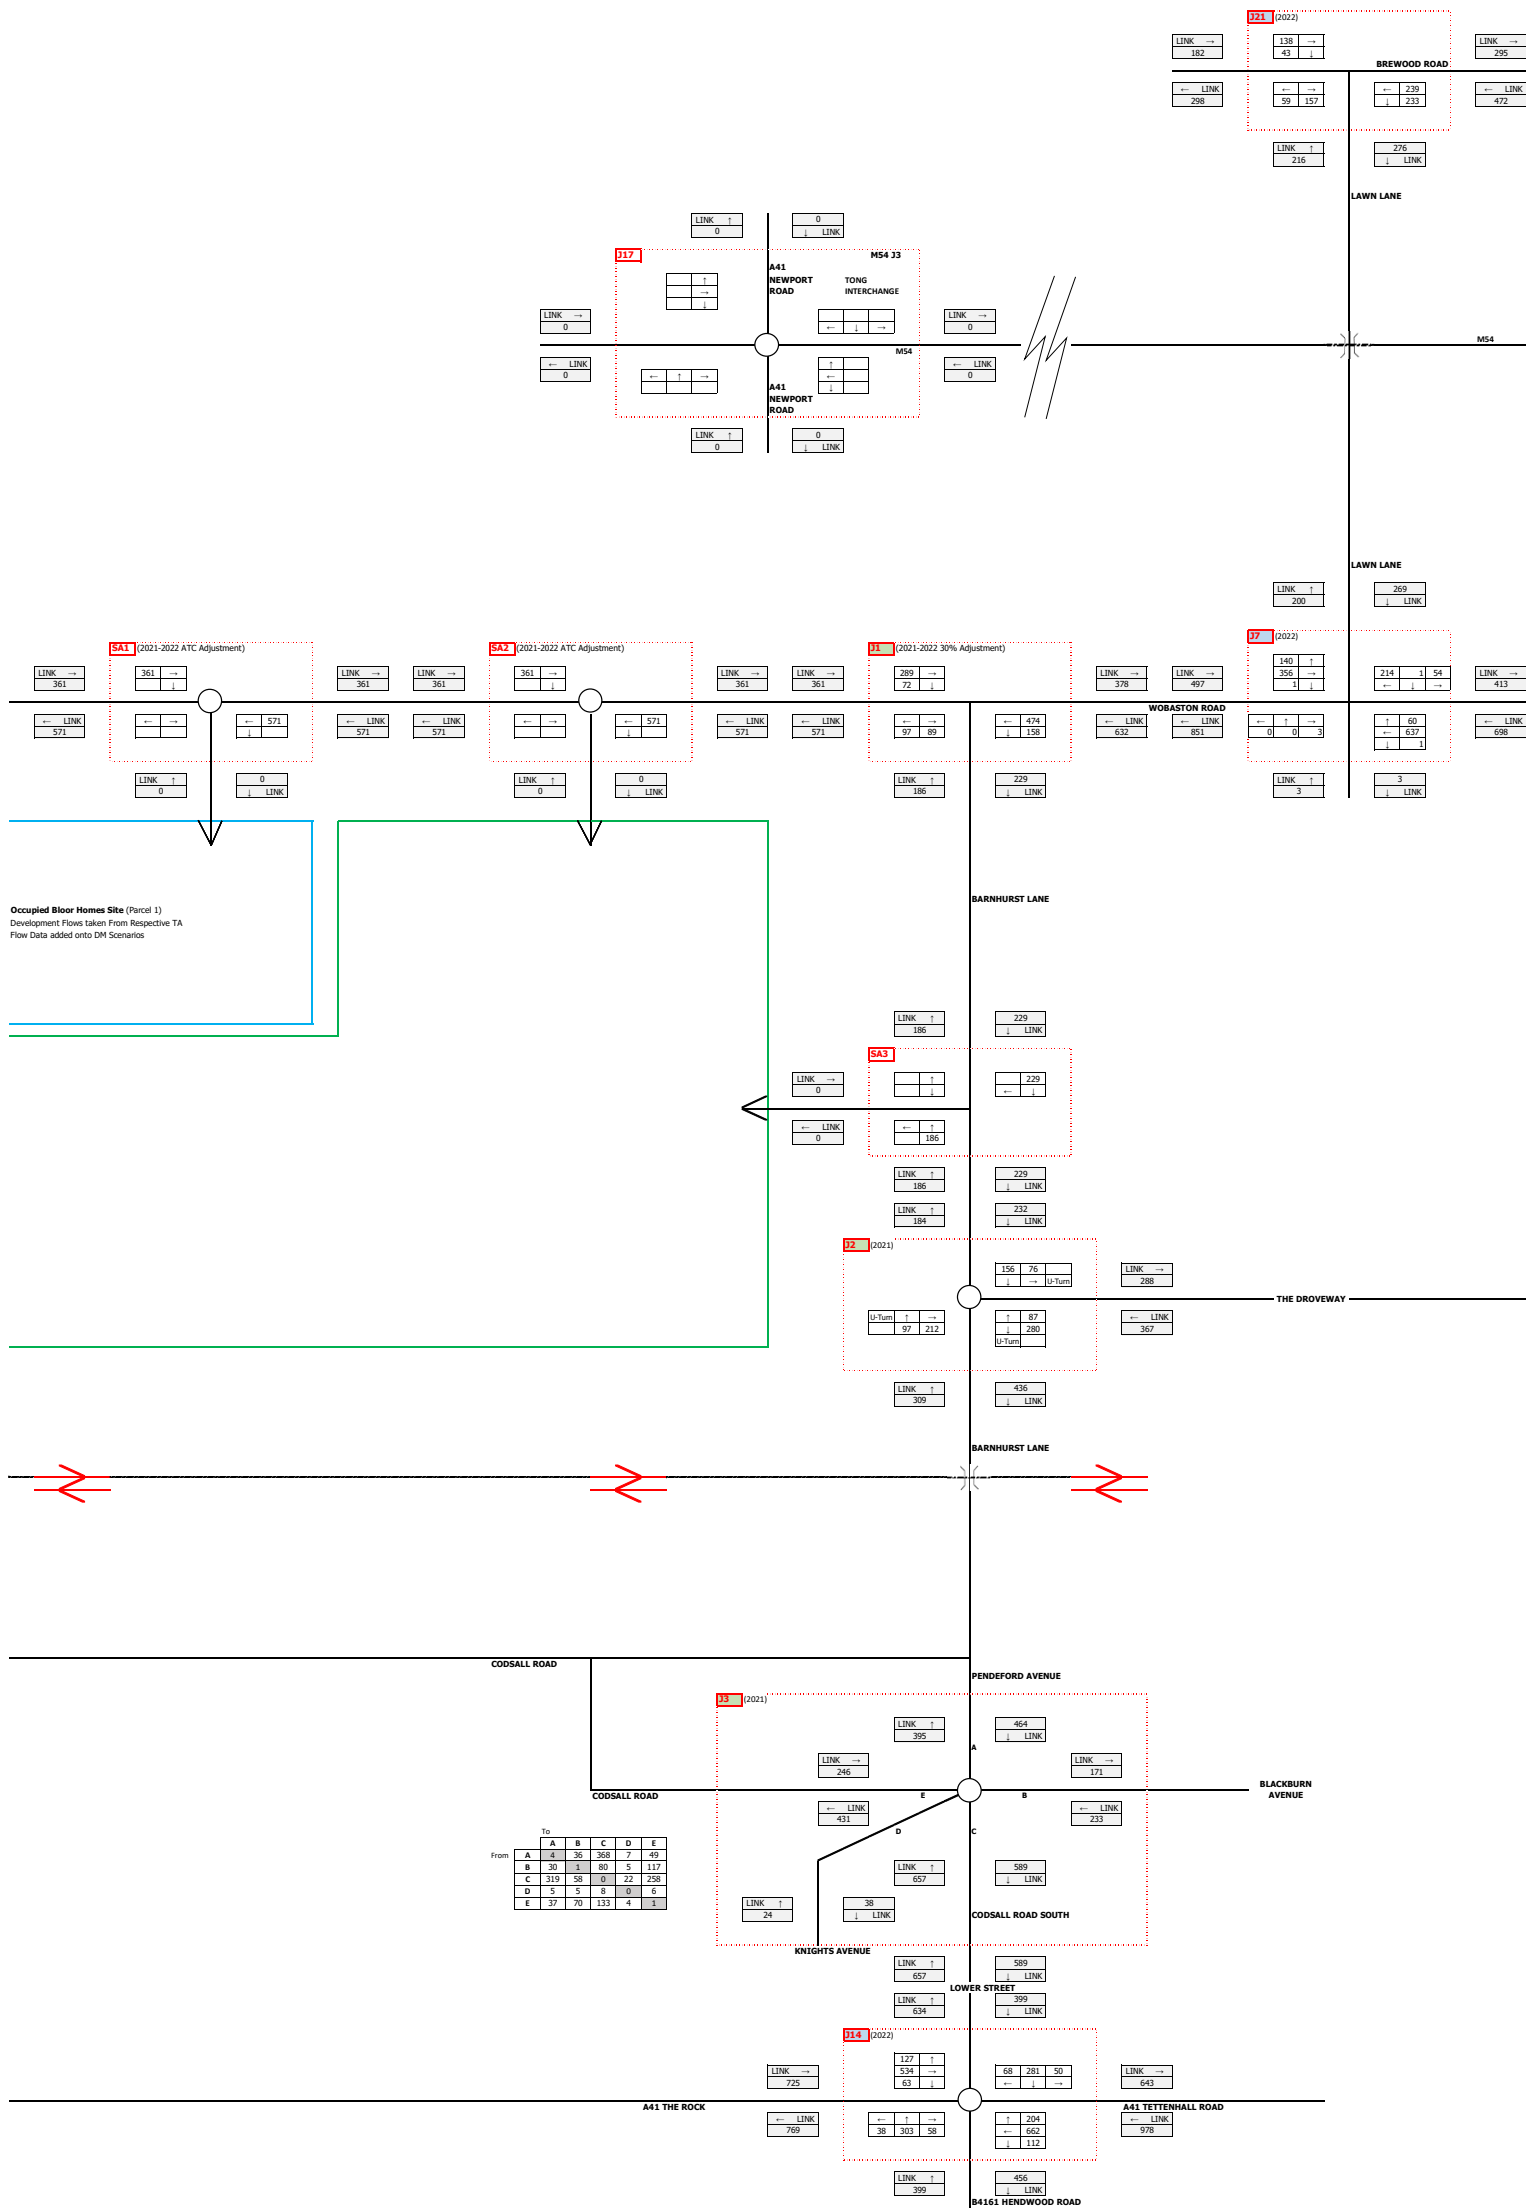 J21 (2022)
LINK → 138 → LINK →
182 43 ↓ 295
BREWOOD ROAD
← LINK ← → ← 239 ← LINK
298 59 157 ↓ 233 472
LINK ↑ 276
216 ↓ LINK
LAWN LANE
LINK ↑ 0
0 ↓ LINK
J17 M54 J3
A41
NEWPORT TONG
ROAD INTERCHANGE
↑
→
↓
LINK → LINK →
0 ← ↓ → 0
M54 M54
← LINK ↑ ← LINK
0 ← → ↑ ← 0
↓
A41
NEWPORT
ROAD
LINK ↑ 0
0 ↓ LINK
LAWN LANE
LINK ↑ 269
200 ↓ LINK
SA1 (2021-2022 ATC Adjustment) SA2 (2021-2022 ATC Adjustment) J1 (2021-2022 30% Adjustment) J7 (2022)
140 ↑
LINK → 361 → LINK → LINK → 361 → LINK → LINK → 289 → LINK → LINK → 356 → 214 1 54 LINK →
361 ↓ 361 361 ↓ 361 361 72 ↓ 378 497 1 ↓ ← ↓ → 413
WOBASTON ROAD
← LINK ← → ← 571 ← LINK ← LINK ← → ← 571 ← LINK ← LINK ← → ← 474 ← LINK ← LINK ← ↑ → ↑ 60 ← LINK
571 ↓ 571 571 ↓ 571 571 97 89 ↓ 158 632 851 0 0 3 ← 637 698
↓ 1
LINK ↑ 0 LINK ↑ 0 LINK ↑ 229 LINK ↑ 3
0 ↓ LINK 0 ↓ LINK 186 ↓ LINK 3 ↓ LINK
BARNHURST LANE
Occupied Bloor Homes Site (Parcel 1)
Development Flows taken From Respective TA
Flow Data added onto DM Scenarios
LINK ↑ 229
186 ↓ LINK
SA3
LINK → ↑ 229
0 ↓ ← ↓
← LINK ← ↑
0 186
LINK ↑ 229
186 ↓ LINK
LINK ↑ 232
184 ↓ LINK
J2 (2021)
156 76 LINK →
↓ → U-Turn 288
THE DROVEWAY
U-Turn ↑ → ↑ 87 ← LINK
97 212 ↓ 280 367
U-Turn
LINK ↑ 436
309 ↓ LINK
BARNHURST LANE
CODSALL ROAD
PENDEFORD AVENUE
J3 (2021)
LINK ↑ 464
395 ↓ LINK
A
LINK → LINK →
246 171
BLACKBURN
AVENUE
CODSALL ROAD E B
← LINK ← LINK
431 233
D C
To
A B C D E
From A 4 36 368 7 49
B 30 1 80 5 117
C 319 58 0 22 258
D 5 5 8 0 6
E 37 70 133 4 1
LINK ↑ 589
657 ↓ LINK
LINK ↑ 38
24 ↓ LINK
CODSALL ROAD SOUTH
KNIGHTS AVENUE
LINK ↑ 589
657 ↓ LINK
LOWER STREET
LINK ↑ 399
634 ↓ LINK
J14 (2022)
127 ↑
LINK → 534 → 68 281 50 LINK →
725 63 ↓ ← ↓ → 643
A41 THE ROCK A41 TETTENHALL ROAD
← LINK ← ↑ → ↑ 204 ← LINK
769 38 303 58 ← 662 978
↓ 112
LINK ↑ 456
399 ↓ LINK
B4161 HENDWOOD ROAD